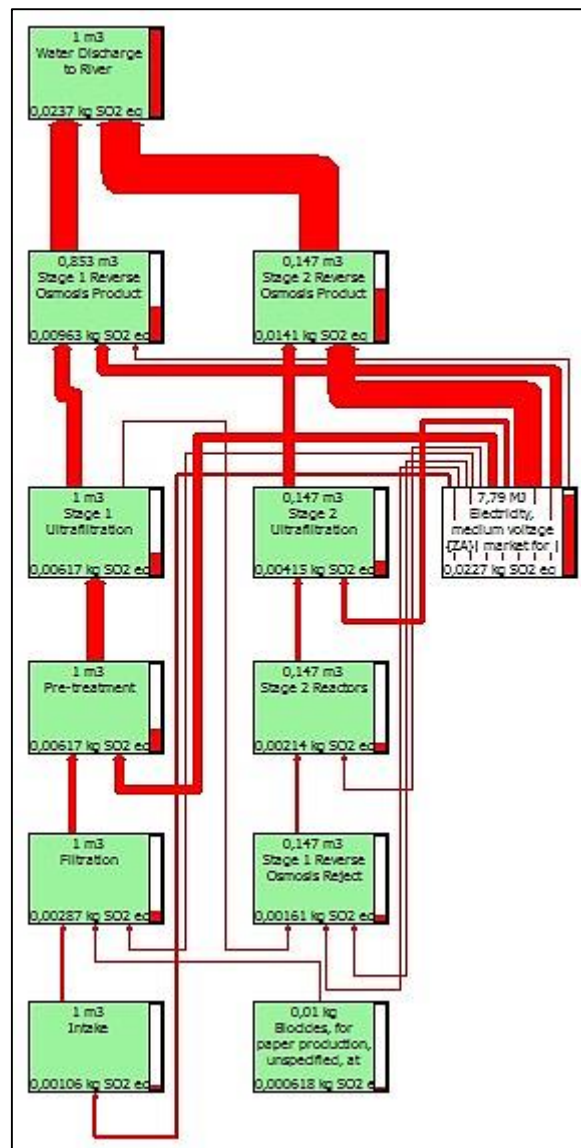 1 m3
Water Discharge
to River
0,0237 kg SO2 eq
0,853 m3
Stage 1 Reverse
Osmosis Product
0,00963 kg SO2 eq
0,147 m3
Stage 2 Reverse
Osmosis Product
0,0141 kg SO2 eq
1 m3
Stage 1
Ultrafiltration
0,00617 kg SO2 eq
0,147 m3
Stage 2
Ultrafiltration
0,00415 kg SO2 eq
7,79 MJ
Electricity,
medium voltage
{ZA}| market for |
0,0227 kg SO2 eq
1 m3
Pre-treatment
0,00617 kg SO2 eq
0,147 m3
Stage 2 Reactors
0,00214 kg SO2 eq
1 m3
Filtration
0,00287 kg SO2 eq
0,147 m3
Stage 1 Reverse
Osmosis Reject
0,00161 kg SO2 eq
1 m3
Intake
0,00106 kg SO2 eq
0,01 kg
Biocides, for
paper production,
unspecified, at
0,000618 kg SO2 e